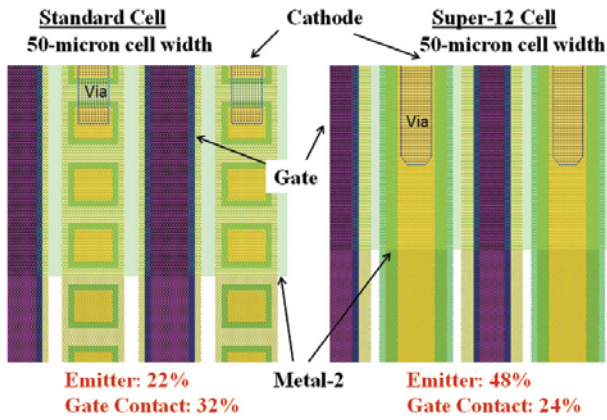 Standard Cell
50-micron cell width
Cathode
Super-12 Cell
50-micron cell width
Via
Via
Gate
Emitter: 22%
Gate Contact: 32%
Metal-2
Emitter: 48%
Gate Contact: 24%